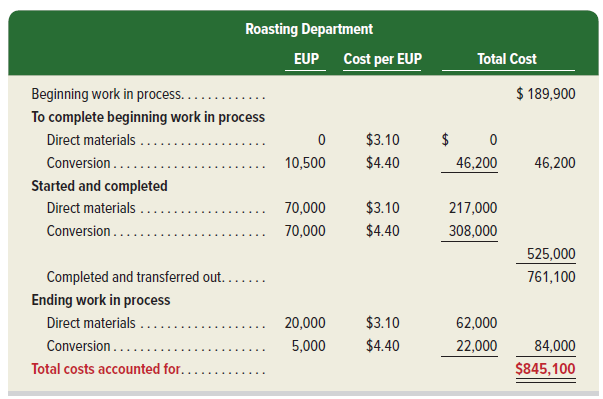 Roasting Department
EUP Cost per EUP Total Cost
Beginning work in process. . . . . . . . . . . . . $ 189,900
To complete beginning work in process
Direct materials . . . . . . . . . . . . . . . . . . . . 0 $3.10 $ 0
Conversion . . . . . . . . . . . . . . . . . . . . . . . . 10,500 $4.40 46,200 46,200
Started and completed
Direct materials . . . . . . . . . . . . . . . . . . . . 70,000 $3.10 217,000
Conversion . . . . . . . . . . . . . . . . . . . . . . . . 70,000 $4.40 308,000
525,000
Completed and transferred out. . . . . . . 761,100
Ending work in process
Direct materials . . . . . . . . . . . . . . . . . . . . 20,000 $3.10 62,000
Conversion . . . . . . . . . . . . . . . . . . . . . . . . 5,000 $4.40 22,000 84,000
Total costs accounted for. . . . . . . . . . . . . $845,100